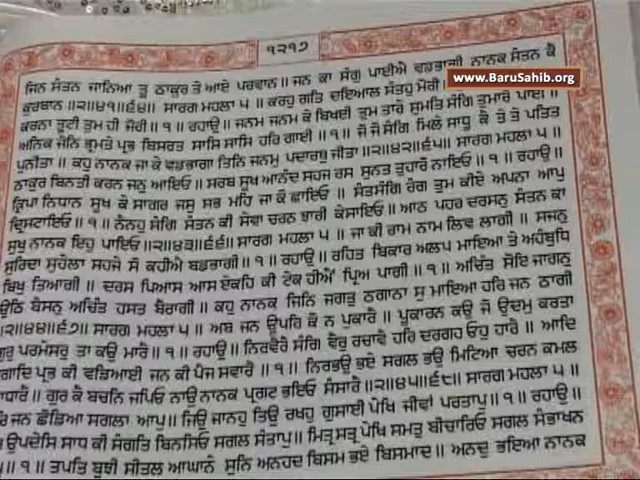 ੧੨੧੭
www.BaruSahib.org
ਜਿਨ ਸੰਤਨ ਜਾਨਿਆ ਤੂ ਠਾਕੁਰ ਤੇ ਆਏ ਪਰਵਾਨ ॥ ਜਨ ਕਾ ਸੰਗੁ ਪਾਈਐ ਵਡਭਾਗੀ ਨਾਨਕ ਸੰਤਨ ਕੈ
ਕੁਰਬਾਨ ॥੨॥੪੧॥੬੪॥ ਸਾਰਗ ਮਹਲਾ ੫ ॥ ਕਰਹੁ ਗਤਿ ਦਇਆਲ ਸੰਤਹੁ ਮੋਰੀ
ਕਰਨਾ ਤੂਟੀ ਤੁਮ ਹੀ ਜੋਰੀ ॥੧॥ ਰਹਾਉ ॥ ਜਨਮ ਜਨਮ ਕੇ ਬਿਖਈ ਤੁਮ ਤਾਰੇ ਸੁਮਤਿ ਸੰਗਿ ਤੁਮਾਰੈ ਪਾਈ ॥
ਅਨਿਕ ਜੋਨਿ ਭ੍ਰਮਤੇ ਪ੍ਰਭ ਬਿਸਰਤ ਸਾਸਿ ਸਾਸਿ ਹਰਿ ਗਾਈ ॥੧॥ ਜੋ ਜੋ ਸੰਗਿ ਮਿਲੇ ਸਾਧੂ ਕੈ ਤੇ ਤੇ ਪਤਿਤ
ਪੁਨੀਤਾ ॥ ਕਹੁ ਨਾਨਕ ਜਾ ਕੇ ਵਡਭਾਗਾ ਤਿਨਿ ਜਨਮੁ ਪਦਾਰਥੁ ਜੀਤਾ ॥੨॥੪੨॥੬੫॥ ਸਾਰਗ ਮਹਲਾ ੫ ॥
ਠਾਕੁਰ ਬਿਨਤੀ ਕਰਨ ਜਨੁ ਆਇਓ ॥ ਸਰਬ ਸੂਖ ਆਨੰਦ ਸਹਜ ਰਸ ਸੁਨਤ ਤੁਹਾਰੋ ਨਾਇਓ ॥੧॥ ਰਹਾਉ ॥
ਕ੍ਰਿਪਾ ਨਿਧਾਨ ਸੂਖ ਕੇ ਸਾਗਰ ਜਸੁ ਸਭ ਮਹਿ ਜਾ ਕੋ ਛਾਇਓ ॥ ਸੰਤਸੰਗਿ ਰੰਗ ਤੁਮ ਕੀਏ ਅਪਨਾ ਆਪੁ
ਦ੍ਰਿਸਟਾਇਓ ॥੧॥ ਨੈਨਹੁ ਸੰਗਿ ਸੰਤਨ ਕੀ ਸੇਵਾ ਚਰਨ ਝਾਰੀ ਕੇਸਾਇਓ ॥ ਆਠ ਪਹਰ ਦਰਸਨੁ ਸੰਤਨ ਕਾ
ਸੁਖੁ ਨਾਨਕ ਇਹੁ ਪਾਇਓ ॥੨॥੪੩॥੬੬॥ ਸਾਰਗ ਮਹਲਾ ੫ ॥ ਜਾ ਕੀ ਰਾਮ ਨਾਮ ਲਿਵ ਲਾਗੀ ॥ ਸਜਨੁ
ਸੁਰਿਦਾ ਸੁਹੇਲਾ ਸਹਜੇ ਸੋ ਕਹੀਐ ਬਡਭਾਗੀ ॥੧॥ ਰਹਾਉ ॥ ਰਹਿਤ ਬਿਕਾਰ ਅਲਪ ਮਾਇਆ ਤੇ ਅਹੰਬੁਧਿ
ਬਿਖੁ ਤਿਆਗੀ ॥ ਦਰਸ ਪਿਆਸ ਆਸ ਏਕਹਿ ਕੀ ਟੇਕ ਹੀਐਂ ਪ੍ਰਿਅ ਪਾਗੀ ॥੧॥ ਅਚਿੰਤ ਸੋਇ ਜਾਗਨੁ
ਉਠਿ ਬੈਸਨੁ ਅਚਿੰਤ ਹਸਤ ਬੈਰਾਗੀ ॥ ਕਹੁ ਨਾਨਕ ਜਿਨਿ ਜਗਤੁ ਠਗਾਨਾ ਸੁ ਮਾਇਆ ਹਰਿ ਜਨ ਠਾਗੀ
॥੨॥੪੪॥੬੭॥ ਸਾਰਗ ਮਹਲਾ ੫ ॥ ਅਬ ਜਨ ਊਪਰਿ ਕੋ ਨ ਪੁਕਾਰੈ ॥ ਪੂਕਾਰਨ ਕਉ ਜੋ ਉਦਮੁ ਕਰਤਾ
ਗੁਰੁ ਪਰਮੇਸਰੁ ਤਾ ਕਉ ਮਾਰੈ ॥੧॥ ਰਹਾਉ ॥ ਨਿਰਵੈਰੈ ਸੰਗਿ ਵੈਰੁ ਰਚਾਵੈ ਹਰਿ ਦਰਗਹ ਓਹੁ ਹਾਰੈ ॥ ਆਦਿ
ਜੁਗਾਦਿ ਪ੍ਰਭ ਕੀ ਵਡਿਆਈ ਜਨ ਕੀ ਪੈਜ ਸਵਾਰੈ ॥੧॥ ਨਿਰਭਉ ਭਏ ਸਗਲ ਭਉ ਮਿਟਿਆ ਚਰਨ ਕਮਲ
ਆਧਾਰੈ ॥ ਗੁਰ ਕੈ ਬਚਨਿ ਜਪਿਓ ਨਾਉ ਨਾਨਕ ਪ੍ਰਗਟ ਭਇਓ ਸੰਸਾਰੈ ॥੨॥੪੫॥੬੮॥ ਸਾਰਗ ਮਹਲਾ ੫ ॥
ਹਰਿ ਜਨ ਛੋਡਿਆ ਸਗਲਾ ਆਪੁ ॥ ਜਿਉ ਜਾਨਹੁ ਤਿਉ ਰਖਹੁ ਗੁਸਾਈ ਪੇਖਿ ਜੀਵਾਂ ਪਰਤਾਪੁ ॥੧॥ ਰਹਾਉ ॥
ਉਪਦੇਸਿ ਸਾਧ ਕੀ ਸੰਗਤਿ ਬਿਨਸਿਓ ਸਗਲ ਸੰਤਾਪੁ ॥ ਮਿਤ੍ਰ ਸਤ੍ਰ ਪੇਖਿ ਸਮਤੁ ਬੀਚਾਰਿਓ ਸਗਲ ਸੰਭਾਖਨ
॥੧॥ ਤਪਤਿ ਬੁਝੀ ਸੀਤਲ ਆਘਾਨੇ ਸੁਨਿ ਅਨਹਦ ਬਿਸਮ ਭਏ ਬਿਸਮਾਦ ॥ ਅਨਦੁ ਭਇਆ ਨਾਨਕ